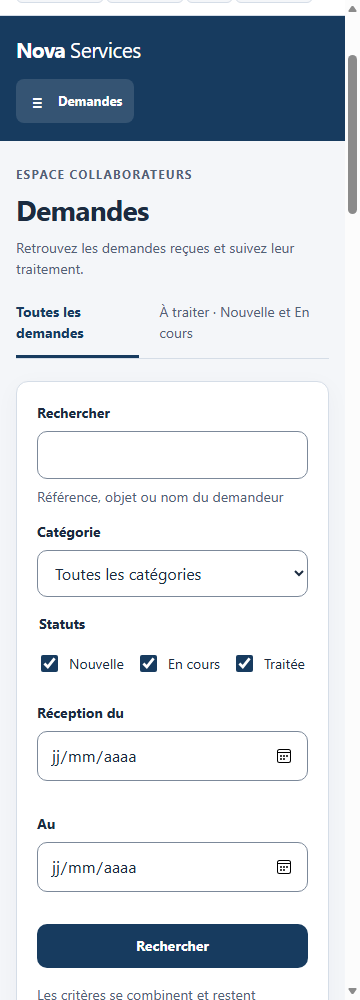 Nova Services
Demandes
ESPACE COLLABORATEURS
Demandes
Retrouvez les demandes reçues et suivez leur
traitement.
Toutes les
demandes
À traiter · Nouvelle et En
cours
Rechercher
Référence, objet ou nom du demandeur
Catégorie
Toutes les catégories
Statuts
Nouvelle
En cours
Traitée
Réception du
jj/mm/aaaa
Au
jj/mm/aaaa
Rechercher
Les critères se combinent et restent